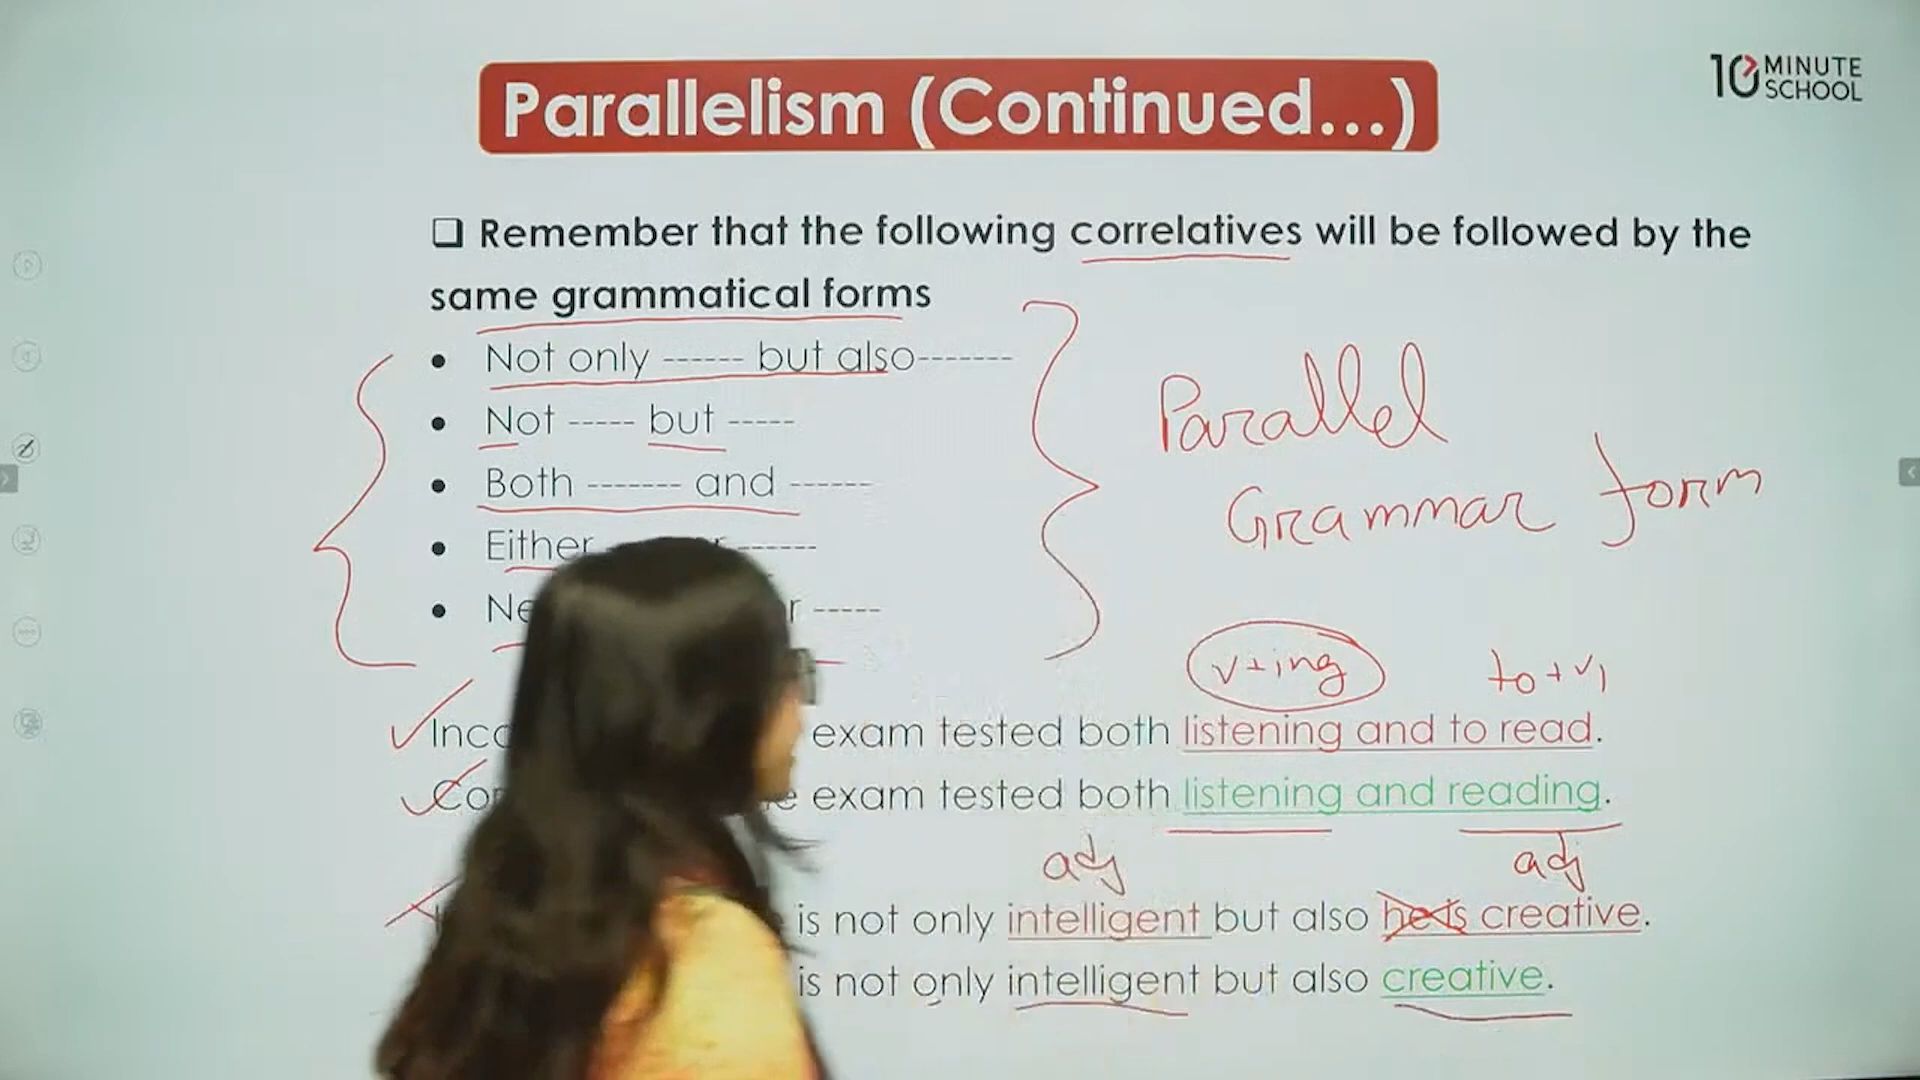 Parallelism (Continued...)
10 MINUTE SCHOOL
❑ Remember that the following correlatives will be followed by the
same grammatical forms
• Not only ------ but also-------
• Not ----- but -----
• Both ------- and ------
• Either ------
-----
Parallel
Grammar form
v+ing to+v1
exam tested both listening and to read.
exam tested both listening and reading.
adj adj
is not only intelligent but also he is creative.
is not only intelligent but also creative.